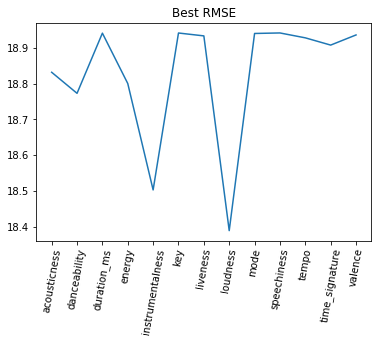 Best RMSE
18.9
18.8
18.7
18.6
18.5
18.4
acousticness
danceability
duration_ms
energy
instrumentalness
key
liveness
loudness
mode
speechiness
tempo
time_signature
valence